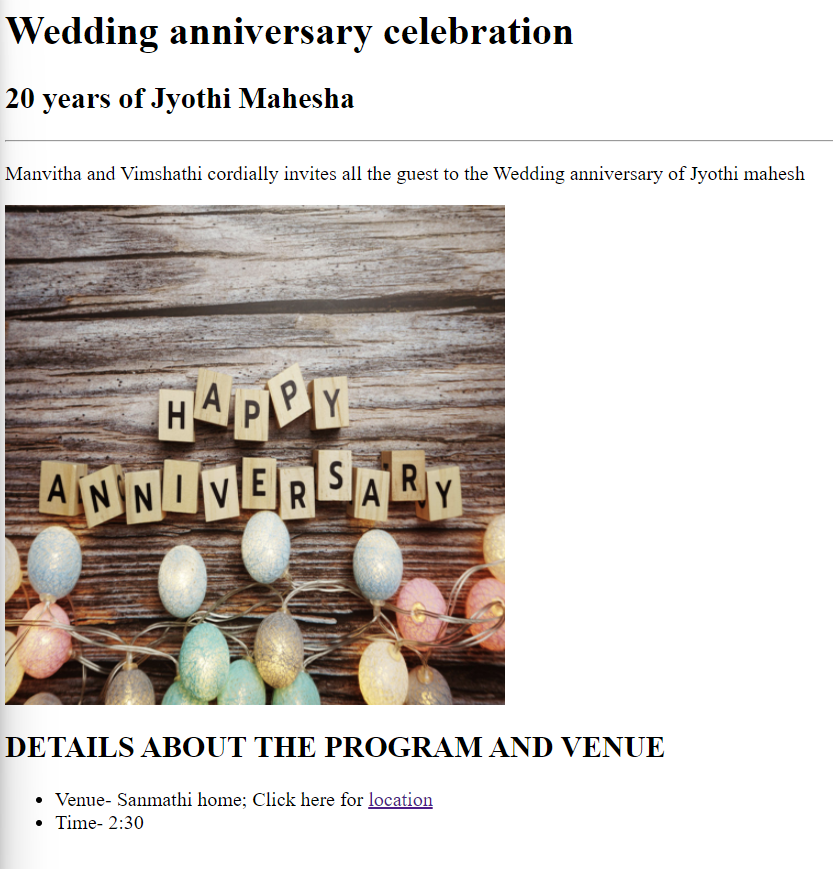 Wedding anniversary celebration
20 years of Jyothi Mahesha
Manvitha and Vimshathi cordially invites all the guest to the Wedding anniversary of Jyothi mahesh
HAPPY
ANNIVERSARY
DETAILS ABOUT THE PROGRAM AND VENUE
Venue- Sanmathi home; Click here for location
Time- 2:30